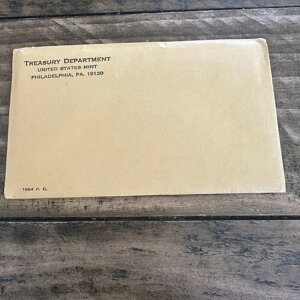 TREASURY DEPARTMENT
UNITED STATES MINT
PHILADELPHIA, PA. 19130
1964 P. C.